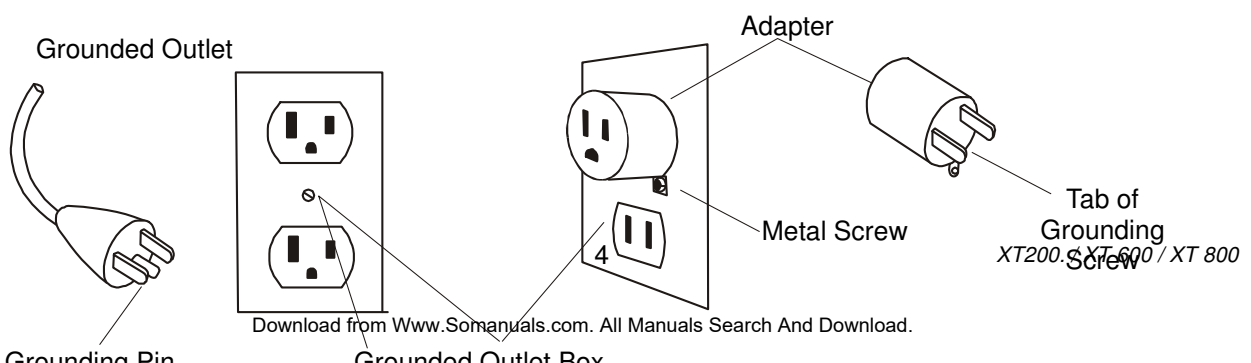 Adapter
Grounded Outlet
Tab of
Grounding
Screw
Metal Screw
4
XT200. / XT 600 / XT 800
Download from Www.Somanuals.com. All Manuals Search And Download.
Grounding Pin
Grounded Outlet Box